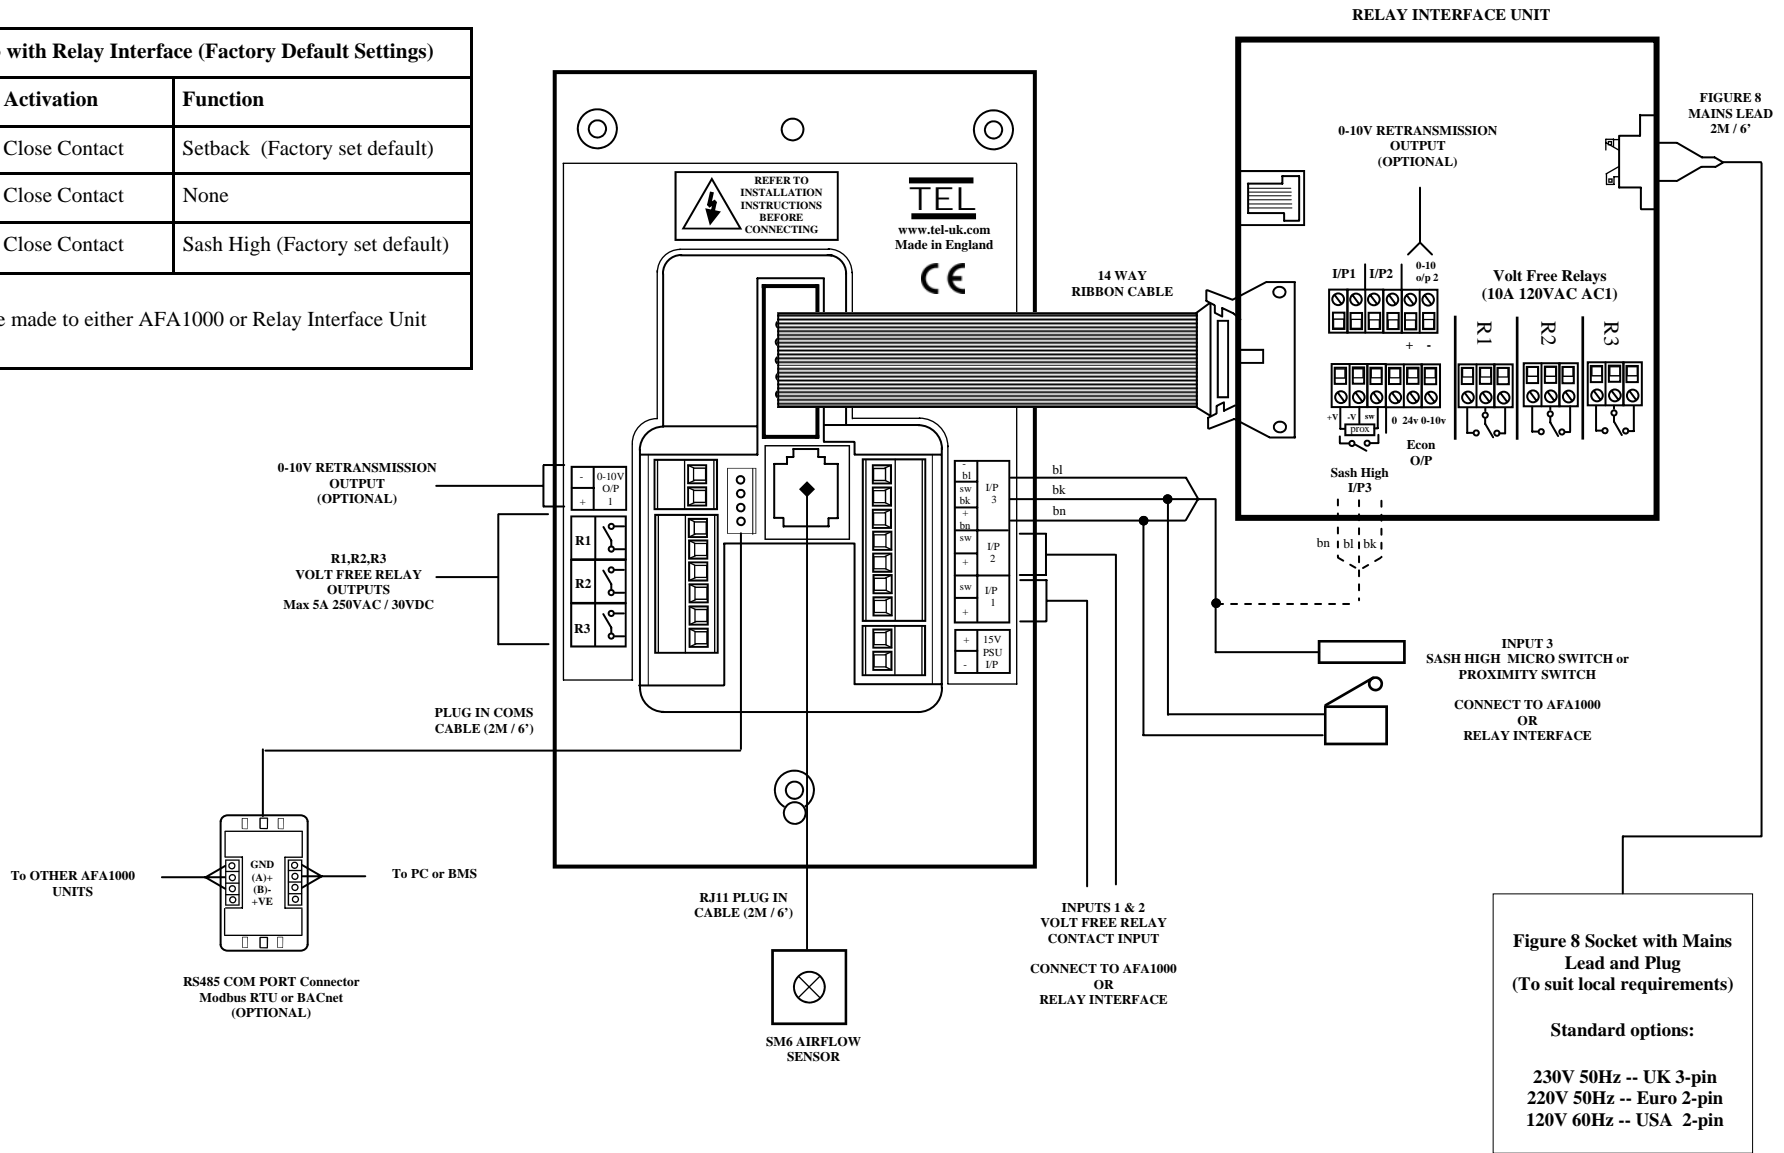 RELAY INTERFACE UNIT
with Relay Interface (Factory Default Settings)
Activation Function
Close Contact Setback (Factory set default)
Close Contact None
Close Contact Sash High (Factory set default)
made to either AFA1000 or Relay Interface Unit
REFER TO
INSTALLATION
INSTRUCTIONS
BEFORE
CONNECTING
TEL
www.tel-uk.com
Made in England
CE
14 WAY
RIBBON CABLE
0-10V RETRANSMISSION
OUTPUT
(OPTIONAL)
FIGURE 8
MAINS LEAD
2M / 6'
I/P1 I/P2 0-10
o/p 2
+ -
Volt Free Relays
(10A 120VAC AC1)
R1 R2 R3
+V -V sw 0 24v 0-10v
prox
Econ
O/P
Sash High
I/P3
bn bl bk
0-10V RETRANSMISSION
OUTPUT
(OPTIONAL)
- 0-10V
O/P
+ 1
R1
R2
R3
R1,R2,R3
VOLT FREE RELAY
OUTPUTS
Max 5A 250VAC / 30VDC
-
bl
sw
bk
+
bn
I/P
3
sw
+
I/P
2
sw
+
I/P
1
+ 15V
PSU
- I/P
bl
bk
bn
INPUT 3
SASH HIGH MICRO SWITCH or
PROXIMITY SWITCH
CONNECT TO AFA1000
OR
RELAY INTERFACE
PLUG IN COMS
CABLE (2M / 6')
To OTHER AFA1000
UNITS
GND
(A)+
(B)-
+VE
To PC or BMS
RS485 COM PORT Connector
Modbus RTU or BACnet
(OPTIONAL)
RJ11 PLUG IN
CABLE (2M / 6')
SM6 AIRFLOW
SENSOR
INPUTS 1 & 2
VOLT FREE RELAY
CONTACT INPUT
CONNECT TO AFA1000
OR
RELAY INTERFACE
Figure 8 Socket with Mains
Lead and Plug
(To suit local requirements)
Standard options:
230V 50Hz -- UK 3-pin
220V 50Hz -- Euro 2-pin
120V 60Hz -- USA 2-pin